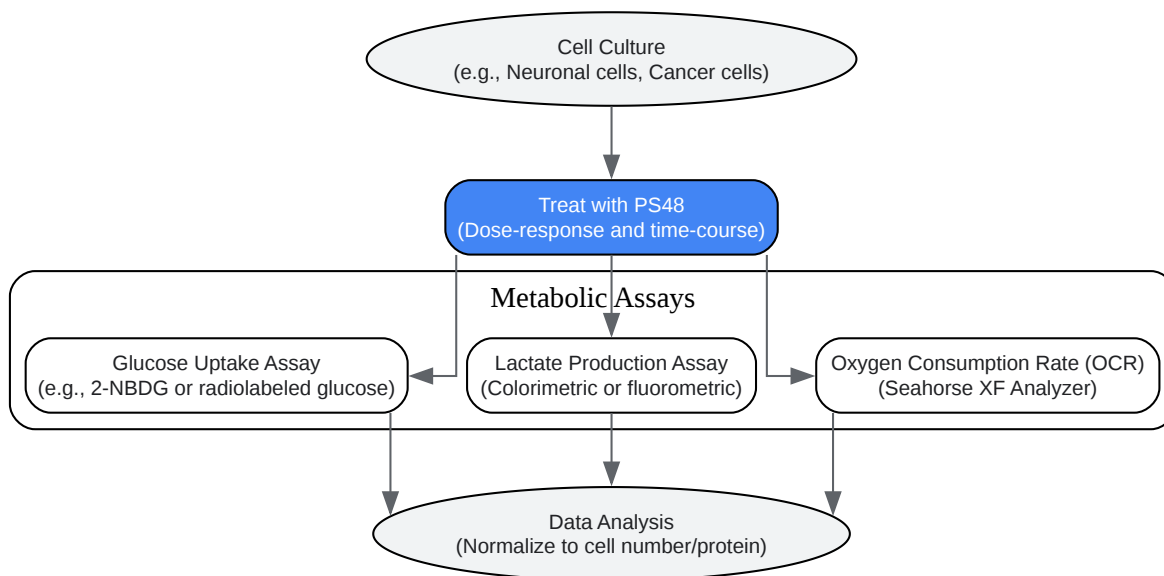 Cell Culture
(e.g., Neuronal cells, Cancer cells)
Treat with PS48
(Dose-response and time-course)
Metabolic Assays
Glucose Uptake Assay
(e.g., 2-NBDG or radiolabeled glucose)
Lactate Production Assay
(Colorimetric or fluorometric)
Oxygen Consumption Rate (OCR)
(Seahorse XF Analyzer)
Data Analysis
(Normalize to cell number/protein)